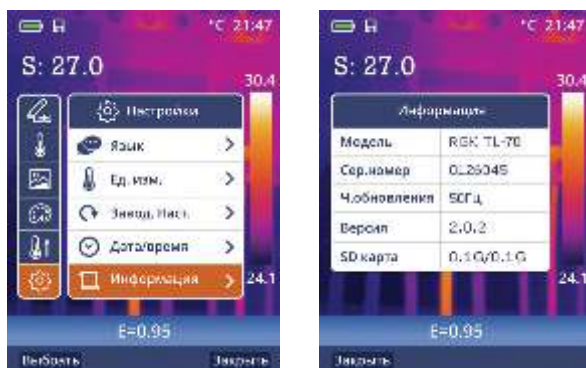 °C 21:47
S: 27.0
30.4
Настройки
Язык
Ед. изм.
Завод. Наст.
Дата/время
Информация
24.1
E=0.95
Выбрать Закрыть
°C 21:47
S: 27.0
30.4
Информация
Модель RGK TL-70
Сер.номер 0126345
Ч.обновления 50Гц
Версия 2.0.2
SD карта 0.1G/0.1G
24.1
E=0.95
Закрыть